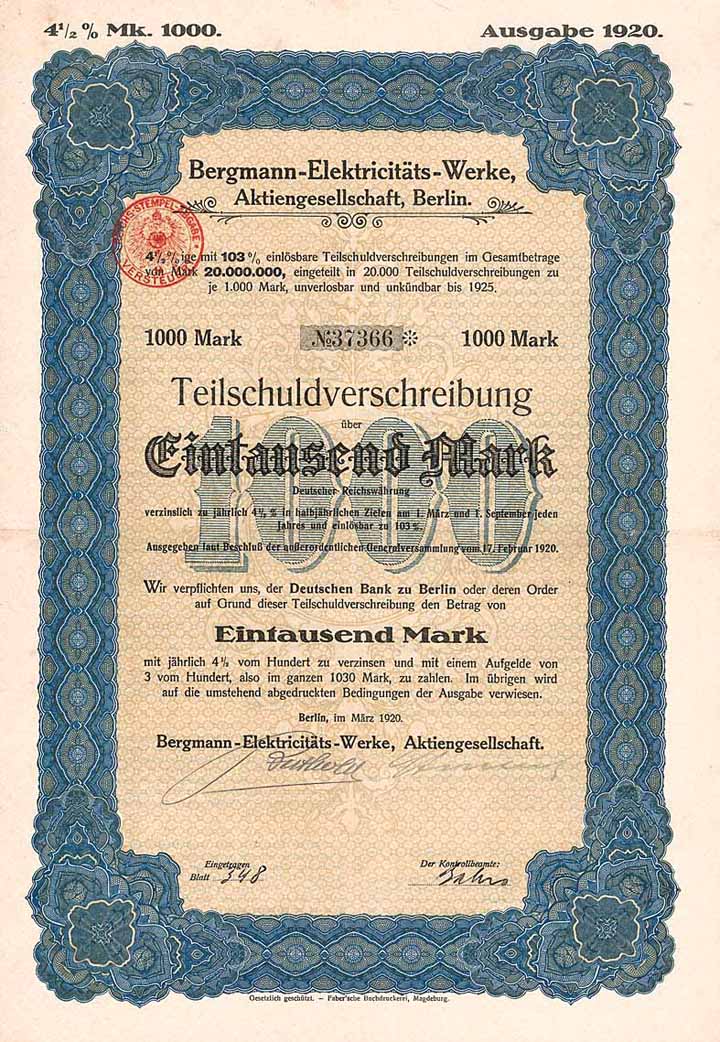 4½% Mk. 1000. Ausgabe 1920.
Bergmann-Elektricitäts-Werke,
Aktiengesellschaft, Berlin.
4½%ige mit 103% einlösbare Teilschuldverschreibungen im Gesamtbetrage
von Mark 20.000.000, eingeteilt in 20.000 Teilschuldverschreibungen zu
je 1.000 Mark, unverlosbar und unkündbar bis 1925.
1000 Mark №37366 ❊ 1000 Mark
Teilschuldverschreibung
über
1000
Eintausend Mark
Deutscher Reichswährung
verzinslich zu jährlich 4½% in halbjährlichen Zielen am 1. März und 1. September jeden
Jahres und einlösbar zu 103%.
Ausgegeben laut Beschluß der außerordentlichen Generalversammlung vom 17. Februar 1920.
Wir verpflichten uns, der Deutschen Bank zu Berlin oder deren Order
auf Grund dieser Teilschuldverschreibung den Betrag von
Eintausend Mark
mit jährlich 4½ vom Hundert zu verzinsen und mit einem Aufgelde von
3 vom Hundert, also im ganzen 1030 Mark, zu zahlen. Im übrigen wird
auf die umstehend abgedruckten Bedingungen der Ausgabe verwiesen.
Berlin, im März 1920.
Bergmann-Elektricitäts-Werke, Aktiengesellschaft.
Eingetragen
Blatt 348
Der Kontrollbeamte:
Gesetzlich geschützt. – Faber'sche Buchdruckerei, Magdeburg.